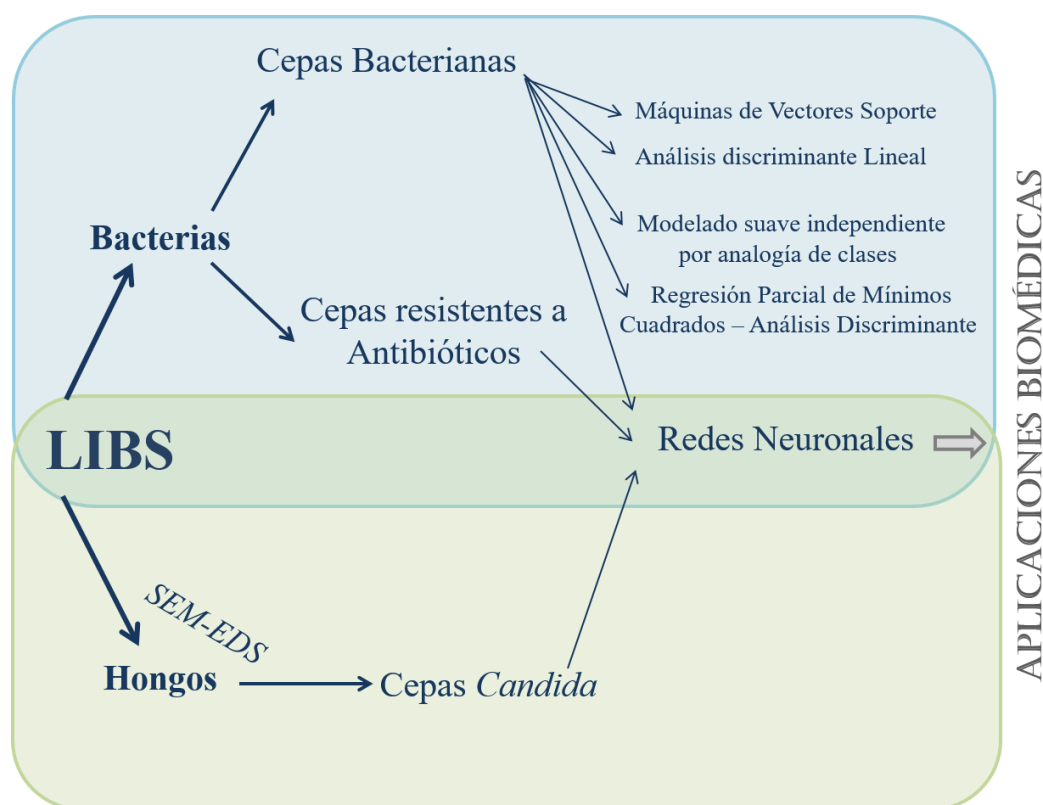 Cepas Bacterianas
Máquinas de Vectores Soporte
Análisis discriminante Lineal
Modelado suave independiente
por analogía de clases
Regresión Parcial de Mínimos
Cuadrados – Análisis Discriminante
Bacterias
Cepas resistentes a
Antibióticos
LIBS
Redes Neuronales
SEM-EDS
Hongos
Cepas Candida
APLICACIONES BIOMÉDICAS